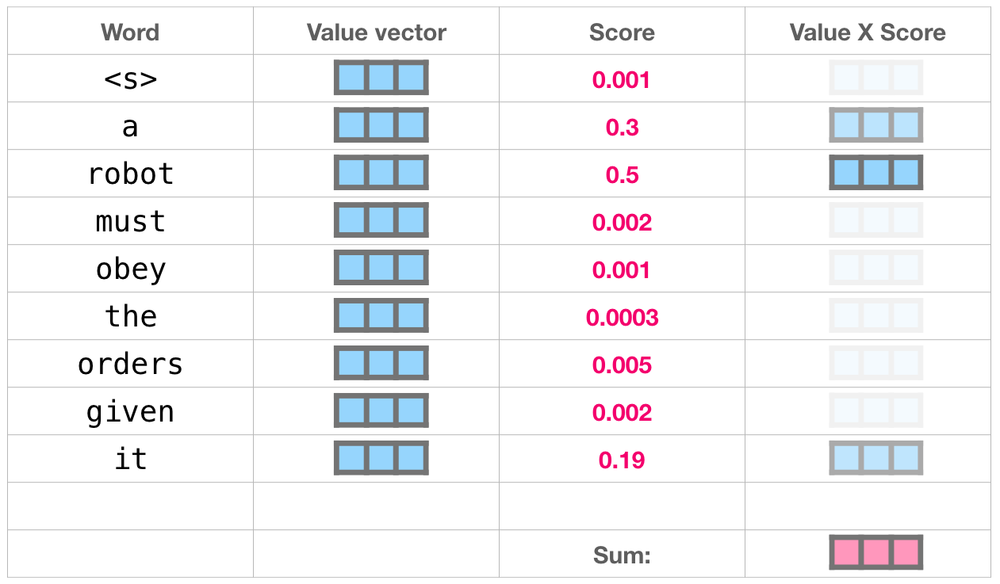 Word Value vector Score Value X Score
<s> 0.001
a 0.3
robot 0.5
must 0.002
obey 0.001
the 0.0003
orders 0.005
given 0.002
it 0.19
Sum: